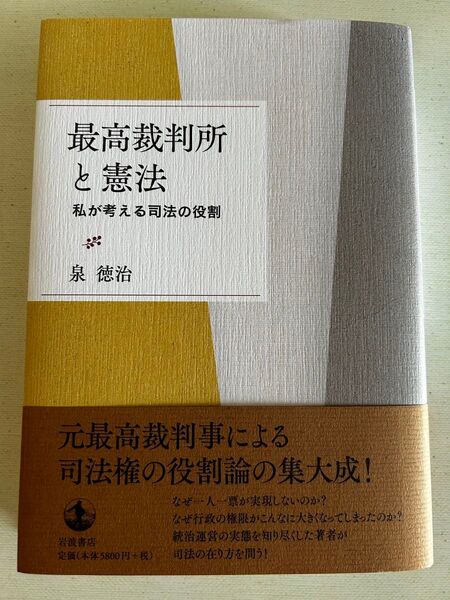 最高裁判所
と憲法
私が考える司法の役割
泉 徳治
元最高裁判事による
司法権の役割論の集大成!
なぜ一人一票が実現しないのか?
なぜ行政の権限がこんなに大きくなってしまったのか?
統治運営の実態を知り尽くした著者が
司法の在り方を問う!
岩波書店
定価(本体5800円+税)